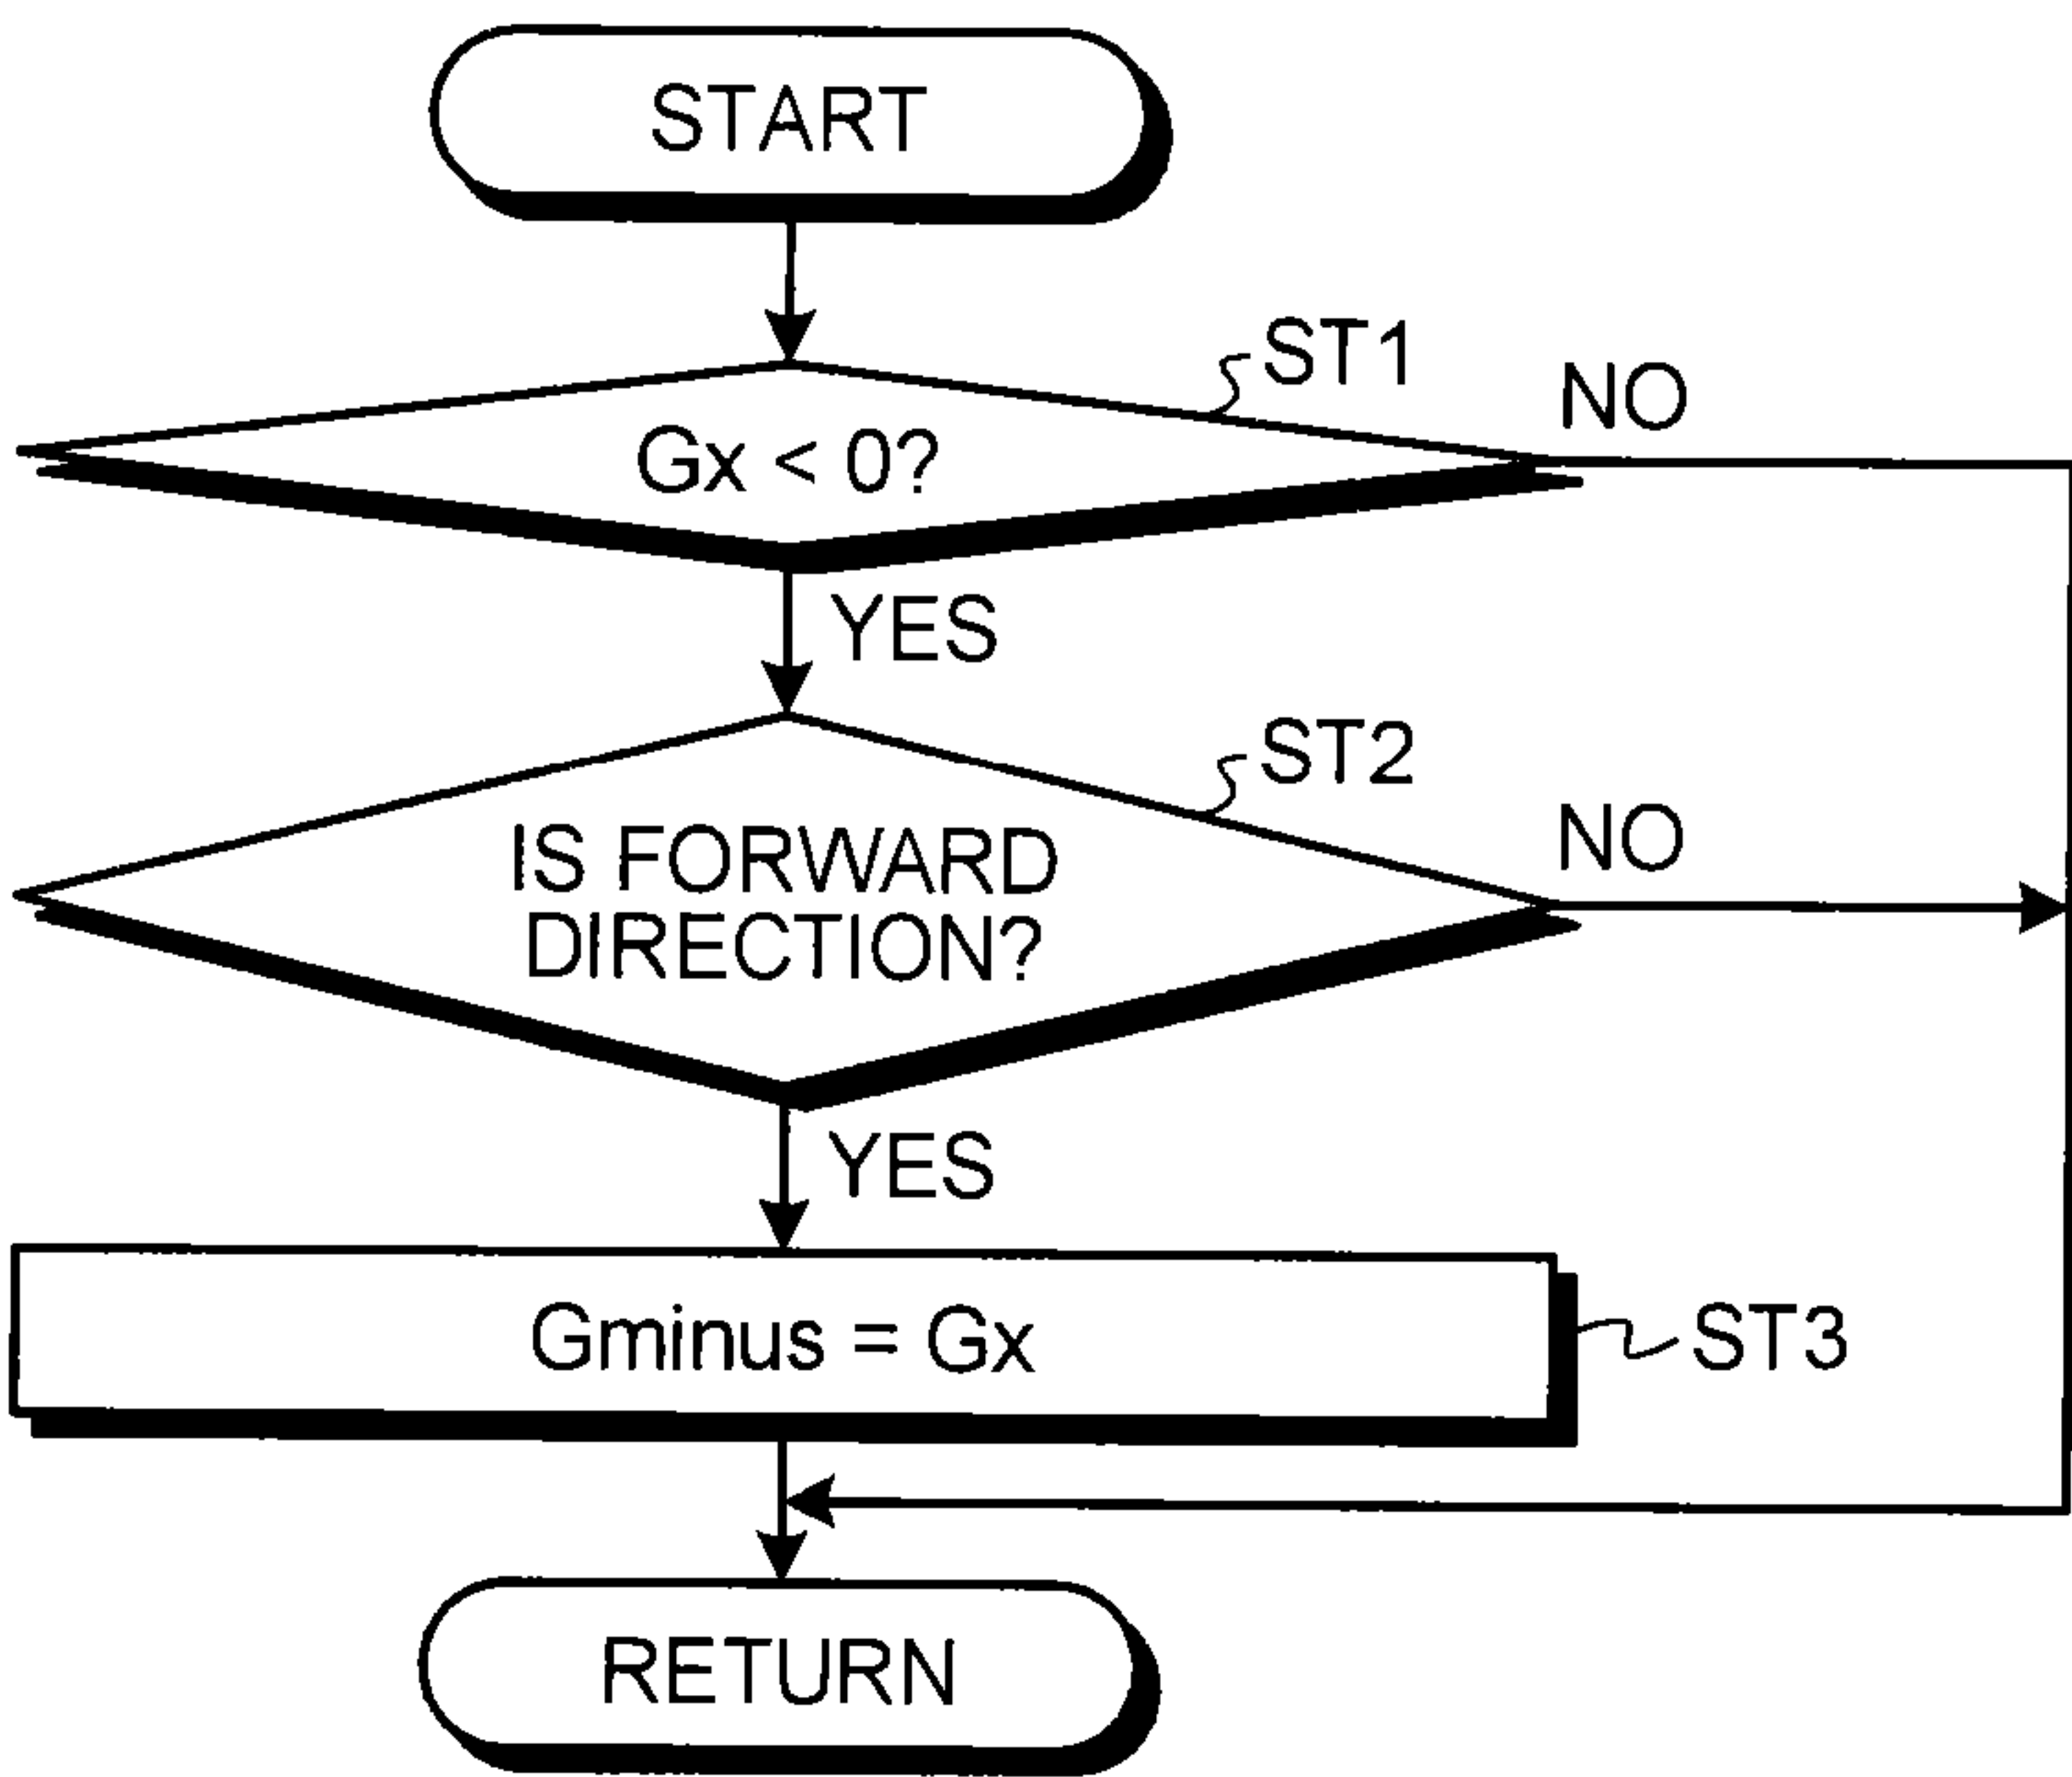 START
ST1
NO
Gx < 0?
YES
ST2
NO
IS FORWARD
DIRECTION?
YES
Gminus = Gx
ST3
RETURN